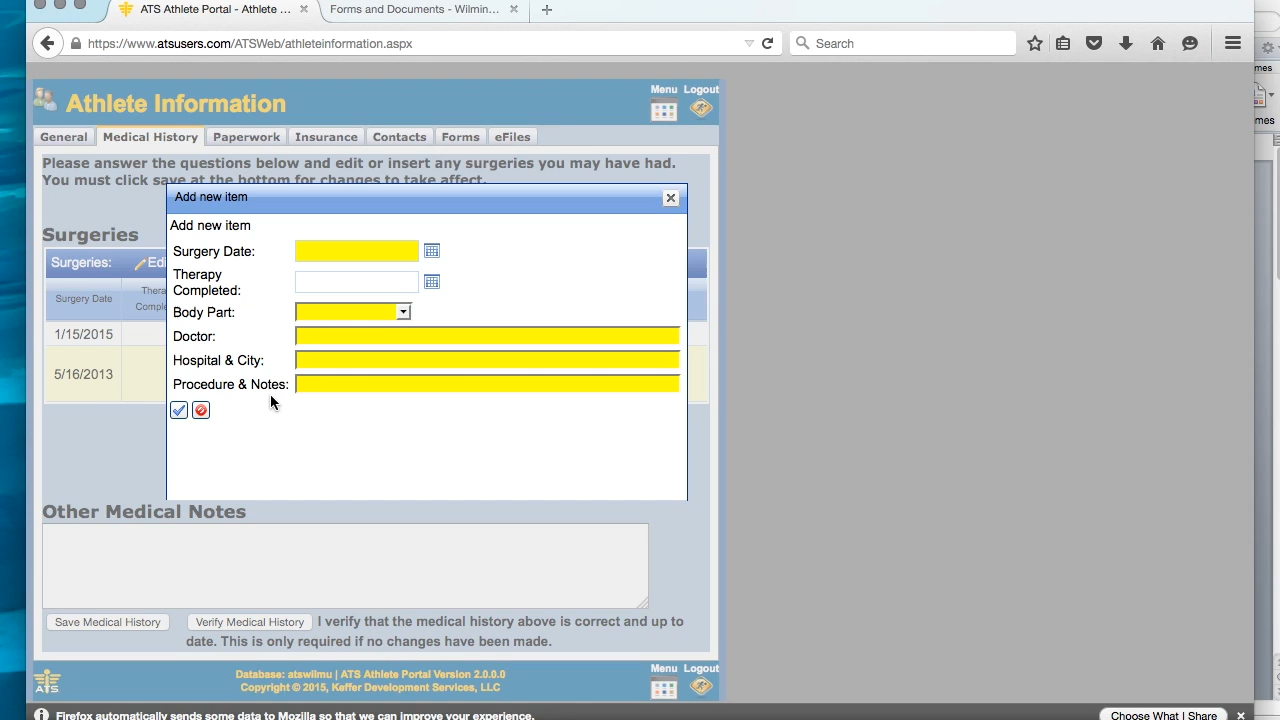 ATS Athlete Portal - Athlete ...
Forms and Documents - Wilmin...
https://www.atsusers.com/ATSWeb/athleteinformation.aspx
Search
Athlete Information
Menu Logout
General Medical History Paperwork Insurance Contacts Forms eFiles
Please answer the questions below and edit or insert any surgeries you may have had.
You must click save at the bottom for changes to take affect.
Add new item
Add new item
Surgery Date:
Therapy
Completed:
Body Part:
Doctor:
Hospital & City:
Procedure & Notes:
Surgeries
Surgeries: Edi
Surgery Date
Thera
Comple
1/15/2015
5/16/2013
Other Medical Notes
Save Medical History
Verify Medical History I verify that the medical history above is correct and up to
date. This is only required if no changes have been made.
ATS
Database: atswilmu | ATS Athlete Portal Version 2.0.0.0
Copyright © 2015, Keffer Development Services, LLC
Menu Logout
Firefox automatically sends some data to Mozilla so that we can improve your experience.
Choose What I Share
mes
mes